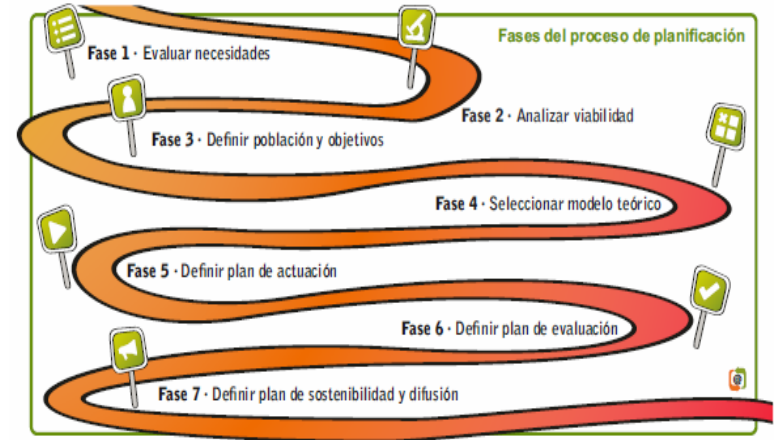 Fases del proceso de planificación
Fase 1 · Evaluar necesidades
Fase 2 · Analizar viabilidad
Fase 3 · Definir población y objetivos
Fase 4 · Seleccionar modelo teórico
Fase 5 · Definir plan de actuación
Fase 6 · Definir plan de evaluación
Fase 7 · Definir plan de sostenibilidad y difusión
@